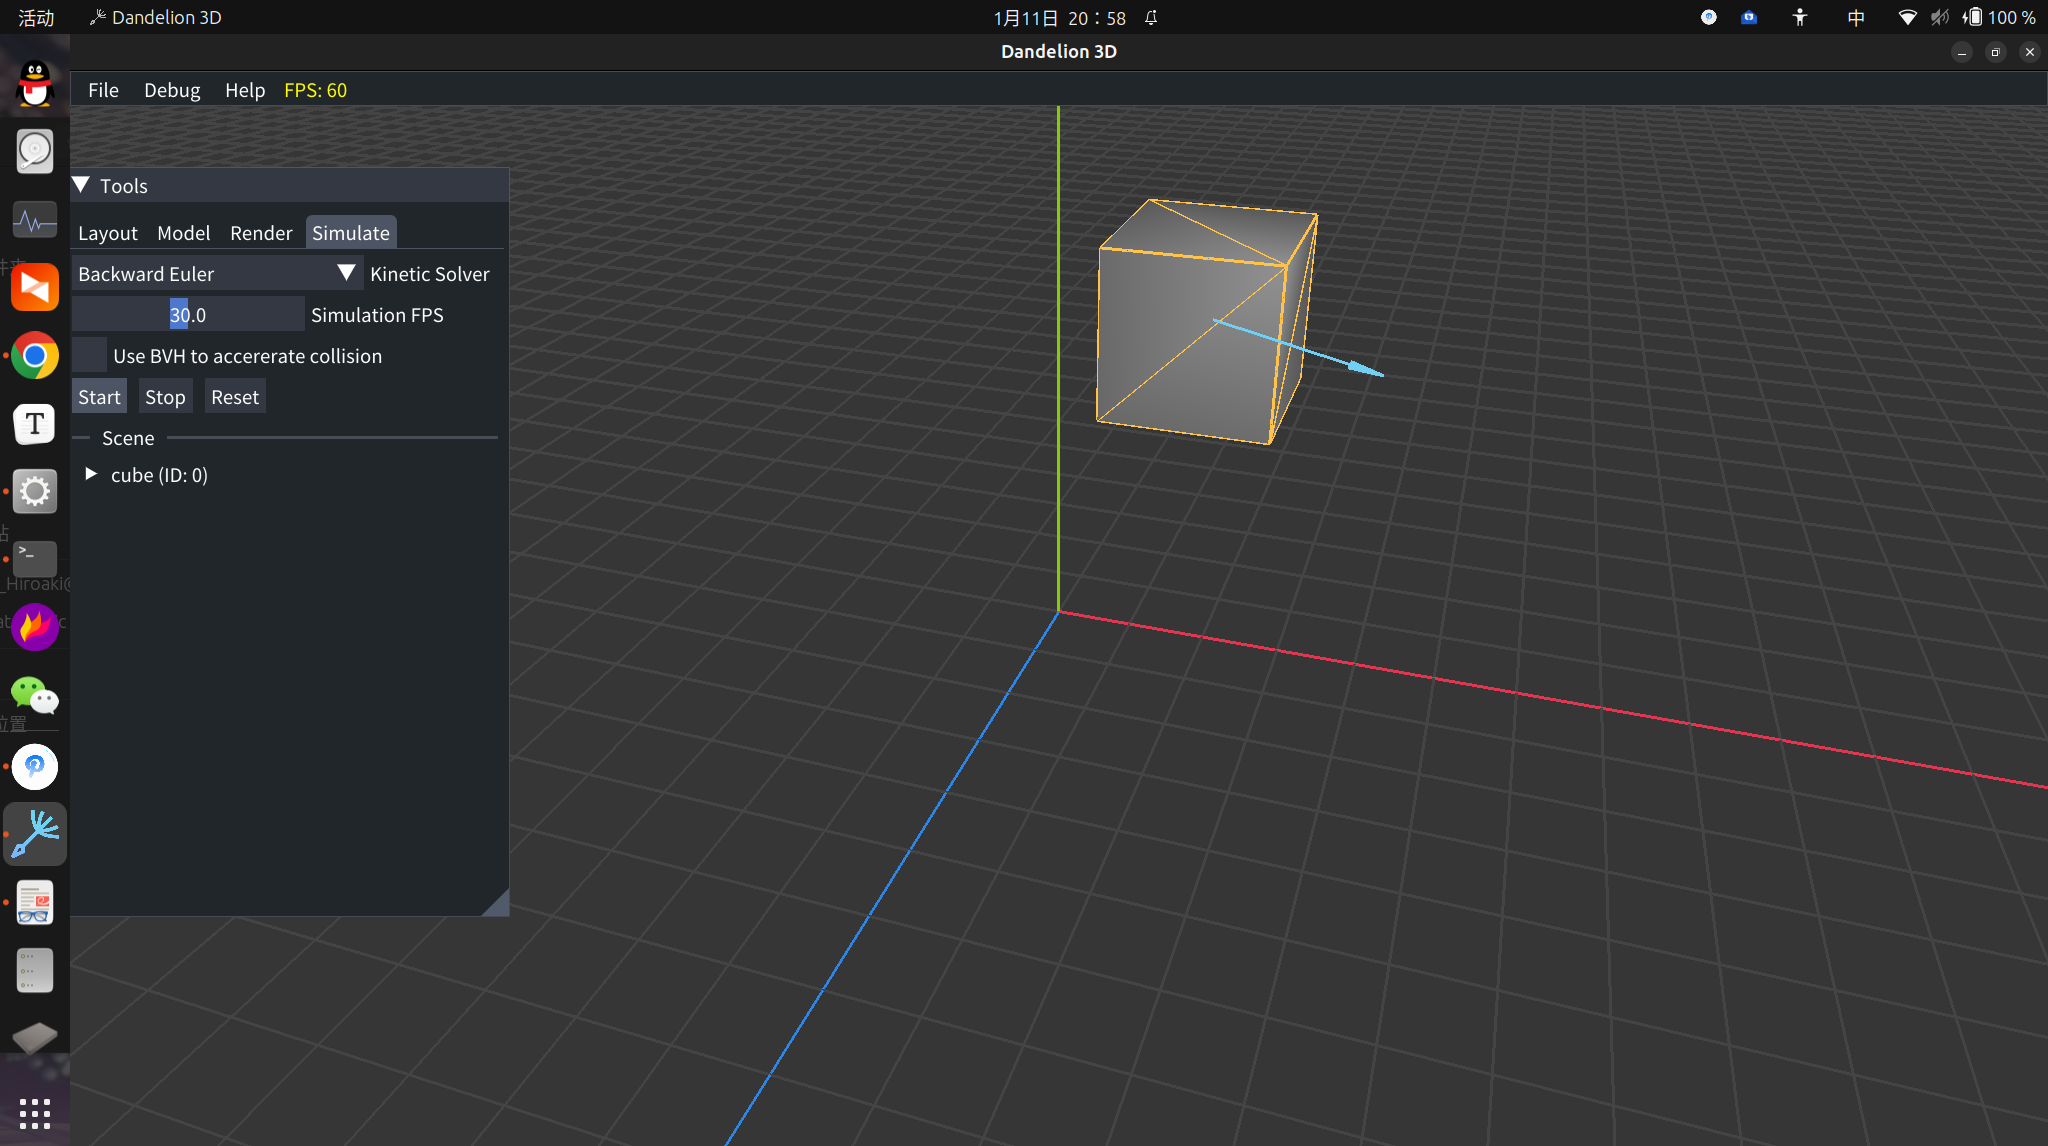 活动 Dandelion 3D 1月11日 20：58 中 100 %
Dandelion 3D
File Debug Help FPS: 60
Tools
Layout Model Render Simulate
Backward Euler Kinetic Solver
30.0 Simulation FPS
Use BVH to accererate collision
Start Stop Reset
Scene
cube (ID: 0)
T
>_
_Hiroaki@
位置